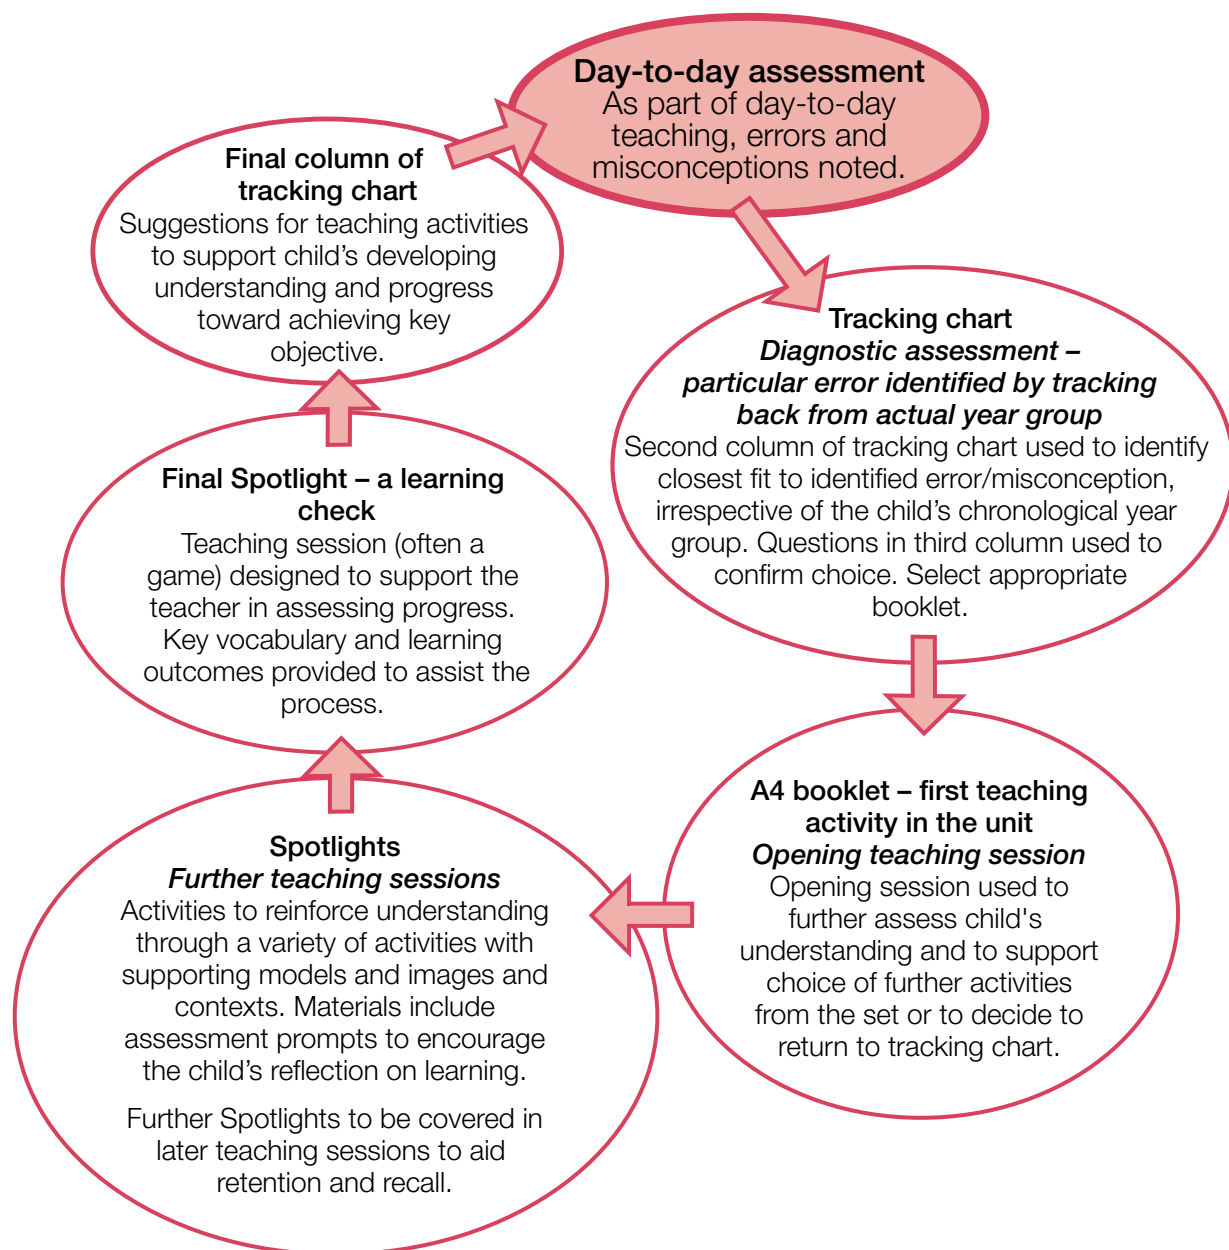 Day-to-day assessment
As part of day-to-day
teaching, errors and
misconceptions noted.
Tracking chart
Diagnostic assessment –
particular error identified by tracking
back from actual year group
Second column of tracking chart used to identify
closest fit to identified error/misconception,
irrespective of the child’s chronological year
group. Questions in third column used to
confirm choice. Select appropriate
booklet.
A4 booklet – first teaching
activity in the unit
Opening teaching session
Opening session used to
further assess child's
understanding and to support
choice of further activities
from the set or to decide to
return to tracking chart.
Spotlights
Further teaching sessions
Activities to reinforce understanding
through a variety of activities with
supporting models and images and
contexts. Materials include
assessment prompts to encourage
the child’s reflection on learning.
Further Spotlights to be covered in
later teaching sessions to aid
retention and recall.
Final Spotlight – a learning
check
Teaching session (often a
game) designed to support the
teacher in assessing progress.
Key vocabulary and learning
outcomes provided to assist the
process.
Final column of
tracking chart
Suggestions for teaching activities
to support child’s developing
understanding and progress
toward achieving key
objective.